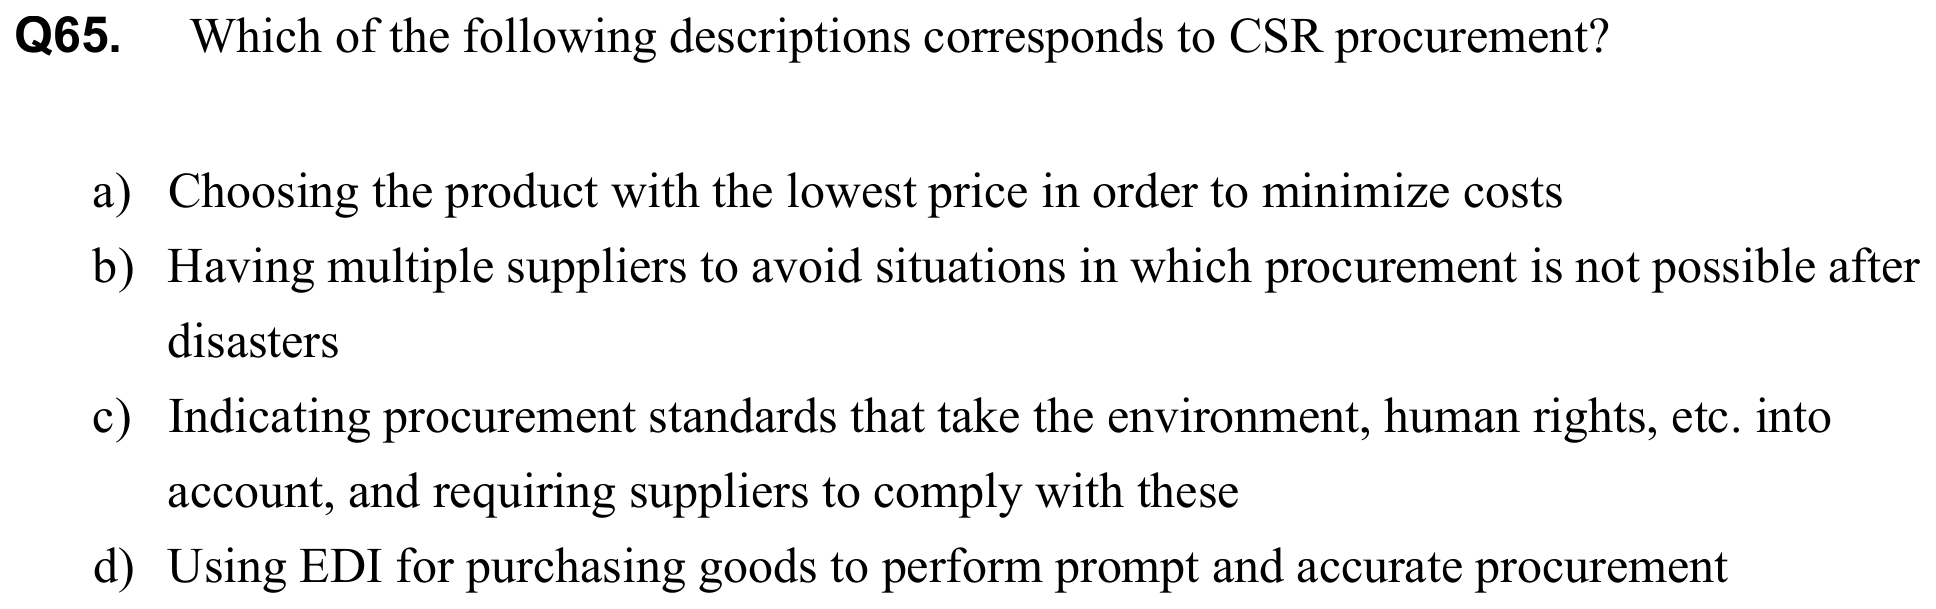 Q65. Which of the following descriptions corresponds to CSR procurement?
a) Choosing the product with the lowest price in order to minimize costs
b) Having multiple suppliers to avoid situations in which procurement is not possible after
disasters
c) Indicating procurement standards that take the environment, human rights, etc. into
account, and requiring suppliers to comply with these
d) Using EDI for purchasing goods to perform prompt and accurate procurement